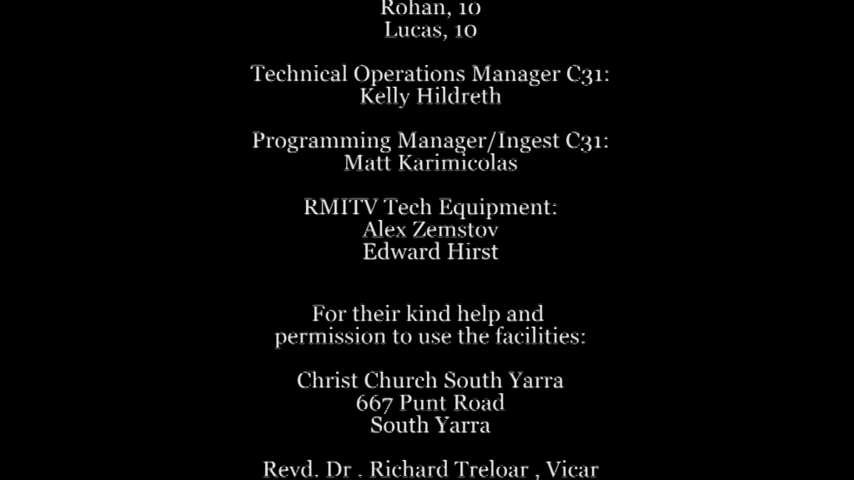 Rohan, 10
Lucas, 10
Technical Operations Manager C31:
Kelly Hildreth
Programming Manager/Ingest C31:
Matt Karimicolas
RMITV Tech Equipment:
Alex Zemstov
Edward Hirst
For their kind help and
permission to use the facilities:
Christ Church South Yarra
667 Punt Road
South Yarra
Revd. Dr . Richard Treloar , Vicar